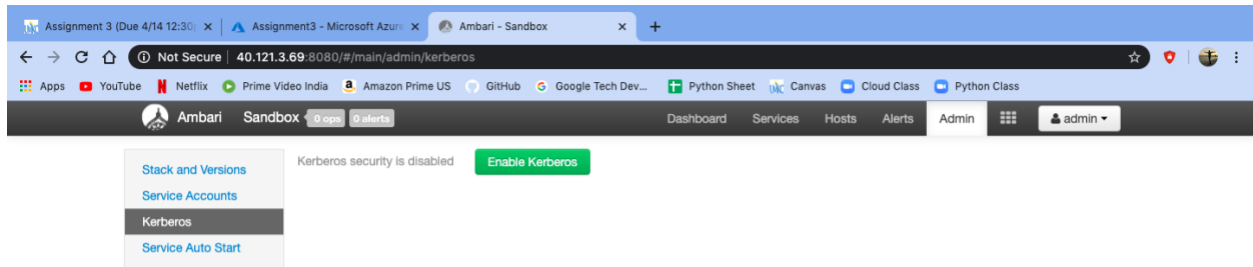 Assignment 3 (Due 4/14 12:30 Assignment3 - Microsoft Azur Ambari - Sandbox
Not Secure 40.121.3.69:8080/#/main/admin/kerberos
Apps YouTube Netflix Prime Video India Amazon Prime US GitHub Google Tech Dev... Python Sheet Canvas Cloud Class Python Class
Ambari Sandbox 0 ops 0 alerts Dashboard Services Hosts Alerts Admin admin
Kerberos security is disabled Enable Kerberos
Stack and Versions
Service Accounts
Kerberos
Service Auto Start